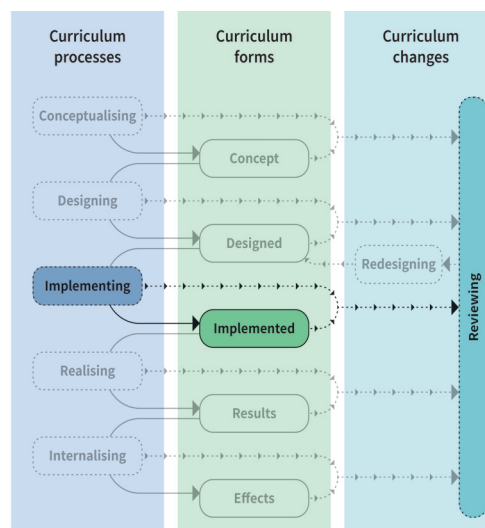 Curriculum
processes
Curriculum
forms
Curriculum
changes
Conceptualising
Concept
Designing
Designed
Redesigning
Implementing
Implemented
Reviewing
Realising
Results
Internalising
Effects